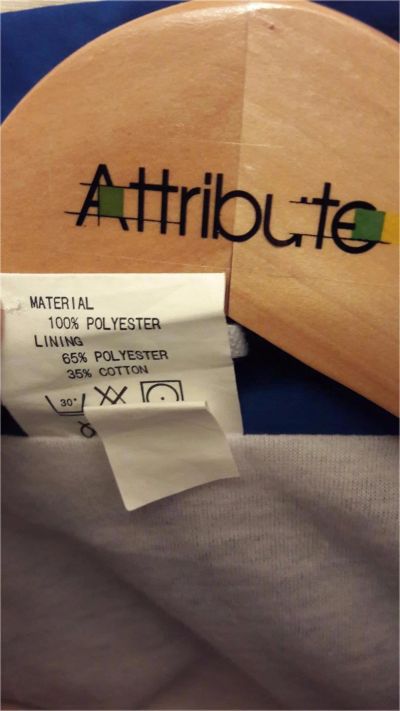 Attribute
MATERIAL
100% POLYESTER
LINING
65% POLYESTER
35% COTTON
30°